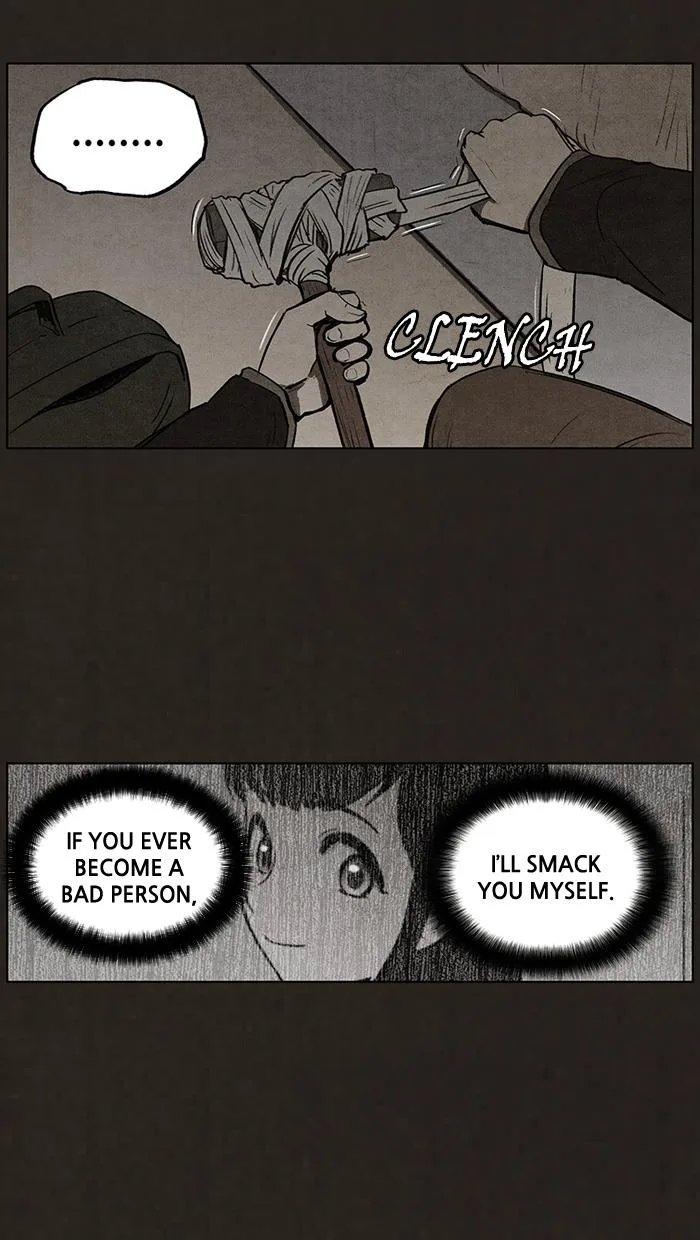 ........
CLENCH
IF YOU EVER
BECOME A
BAD PERSON,
I'LL SMACK
YOU MYSELF.